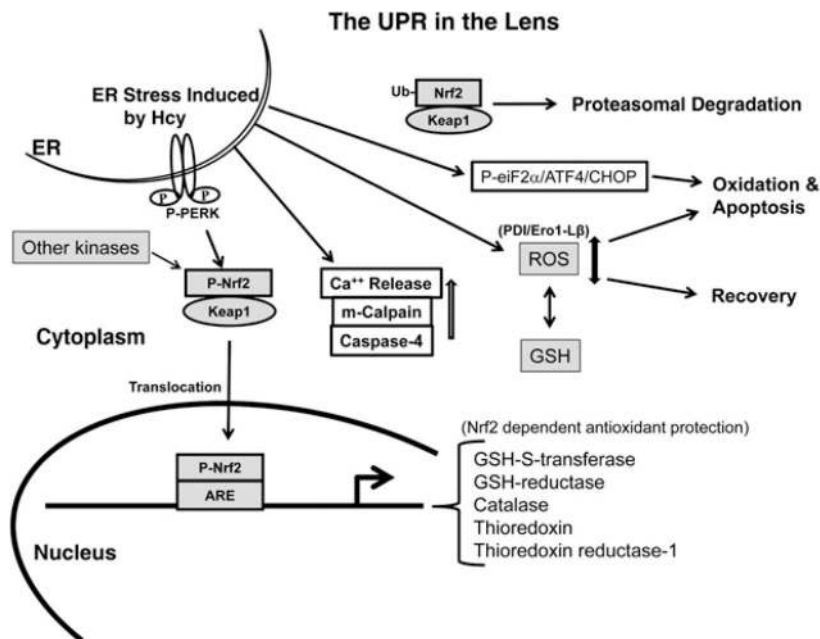 The UPR in the Lens
ER Stress Induced
by Hcy
ER
P
P
P-PERK
Ub-
Nrf2
Keap1
Proteasomal Degradation
P-eiF2α/ATF4/CHOP
Oxidation &
Apoptosis
(PDI/Ero1-Lβ)
ROS
Recovery
GSH
Other kinases
P-Nrf2
Keap1
Ca⁺⁺ Release
m-Calpain
Caspase-4
Cytoplasm
Translocation
P-Nrf2
ARE
Nucleus
(Nrf2 dependent antioxidant protection)
GSH-S-transferase
GSH-reductase
Catalase
Thioredoxin
Thioredoxin reductase-1